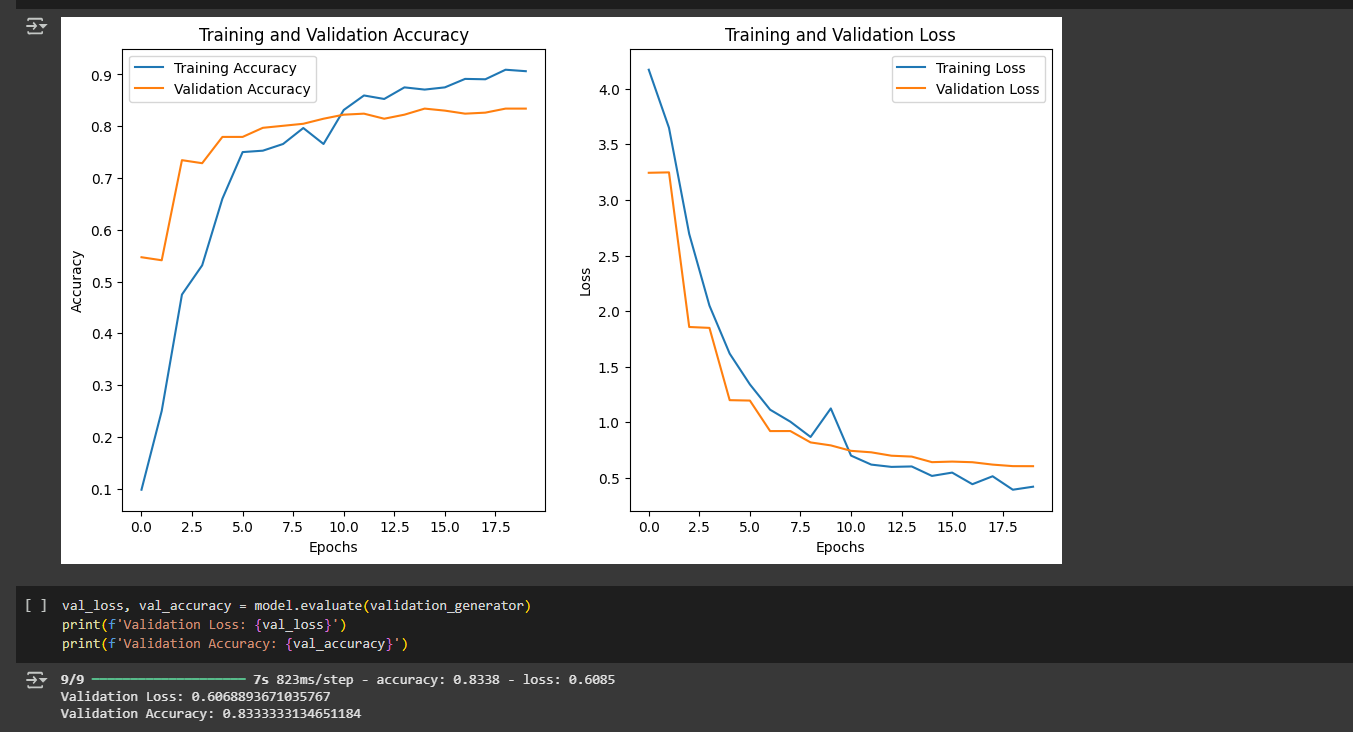 Training and Validation Accuracy
Training Accuracy
Validation Accuracy
0.9
0.8
0.7
0.6
0.5
0.4
0.3
0.2
0.1
Accuracy
0.0 2.5 5.0 7.5 10.0 12.5 15.0 17.5
Epochs
Training and Validation Loss
Training Loss
Validation Loss
4.0
3.5
3.0
2.5
2.0
1.5
1.0
0.5
Loss
0.0 2.5 5.0 7.5 10.0 12.5 15.0 17.5
Epochs
[ ] val_loss, val_accuracy = model.evaluate(validation_generator)
print(f'Validation Loss: {val_loss}')
print(f'Validation Accuracy: {val_accuracy}')
9/9 ━━━━━━━━━━━━━━━━━━━━ 7s 823ms/step - accuracy: 0.8338 - loss: 0.6085
Validation Loss: 0.6068893671035767
Validation Accuracy: 0.8333333134651184